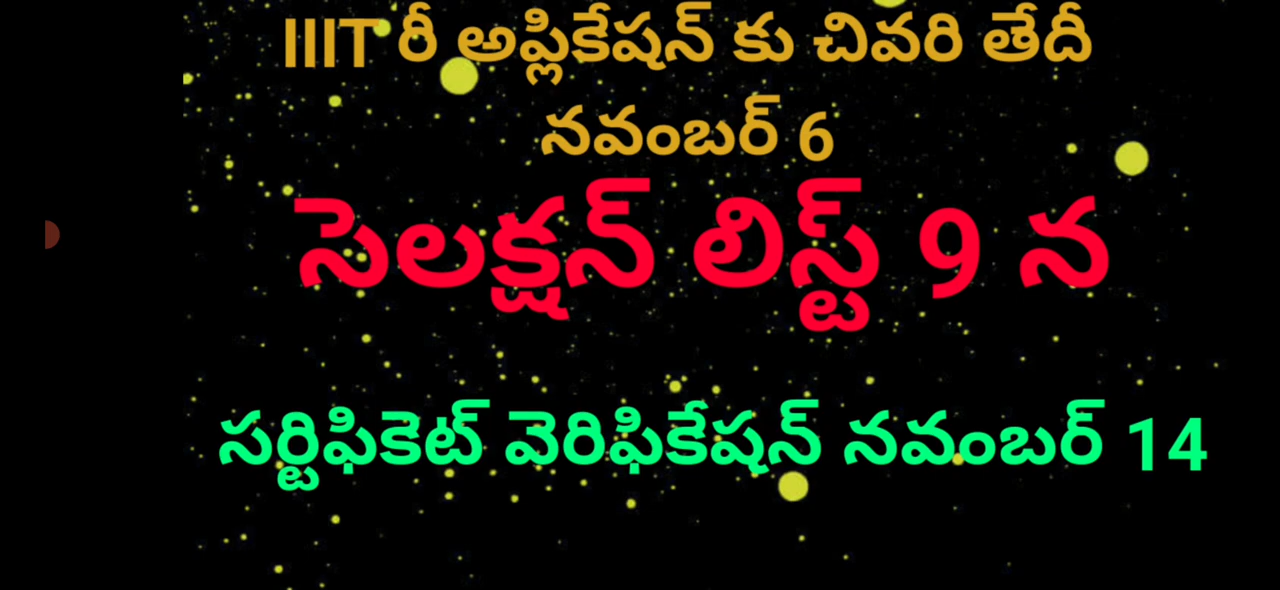 IIIT రీ అప్లికేషన్ కు చివరి తేదీ
నవంబర్ 6
సెలక్షన్ లిస్ట్ 9 న
సర్టిఫికెట్ వెరిఫికేషన్ నవంబర్ 14